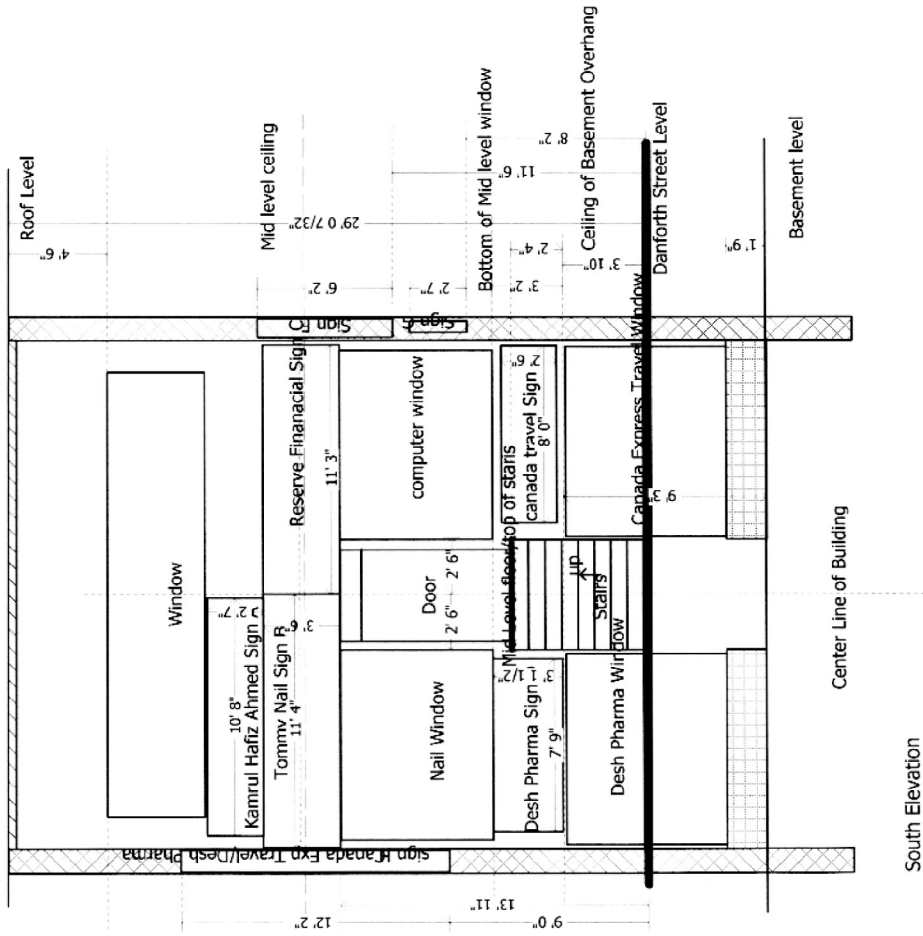 Roof Level
4' 6"
Mid level ceiling
29' 0 7/32"
6' 2"
Bottom of Mid level window
8' 2"
11' 6"
2' 7"
Ceiling of Basement Overhang
2' 4"
3' 2"
3' 10"
Danforth Street Level
Basement level
1' 9"
Window
Kamrul Hafiz Ahmed Sign
2' 7"
10' 8"
Reserve Finanacial Sign
Sign
Sign G
11' 3"
Tommy Nail Sign B
11' 4"
3' 6"
computer window
Door
2' 6"
2' 6"
Nail Window
Mid Level floor/top of staris
canada travel Sign
8' 0"
2' 6"
Desh Pharma Sign
7' 9"
3' 1 1/2"
up
Stairs
Canada Express Travel Window
9' 3"
Desh Pharma Window
sign
Canada Exp Travel/Desh Pharma
12' 2"
13' 11"
9' 0"
Center Line of Building
South Elevation